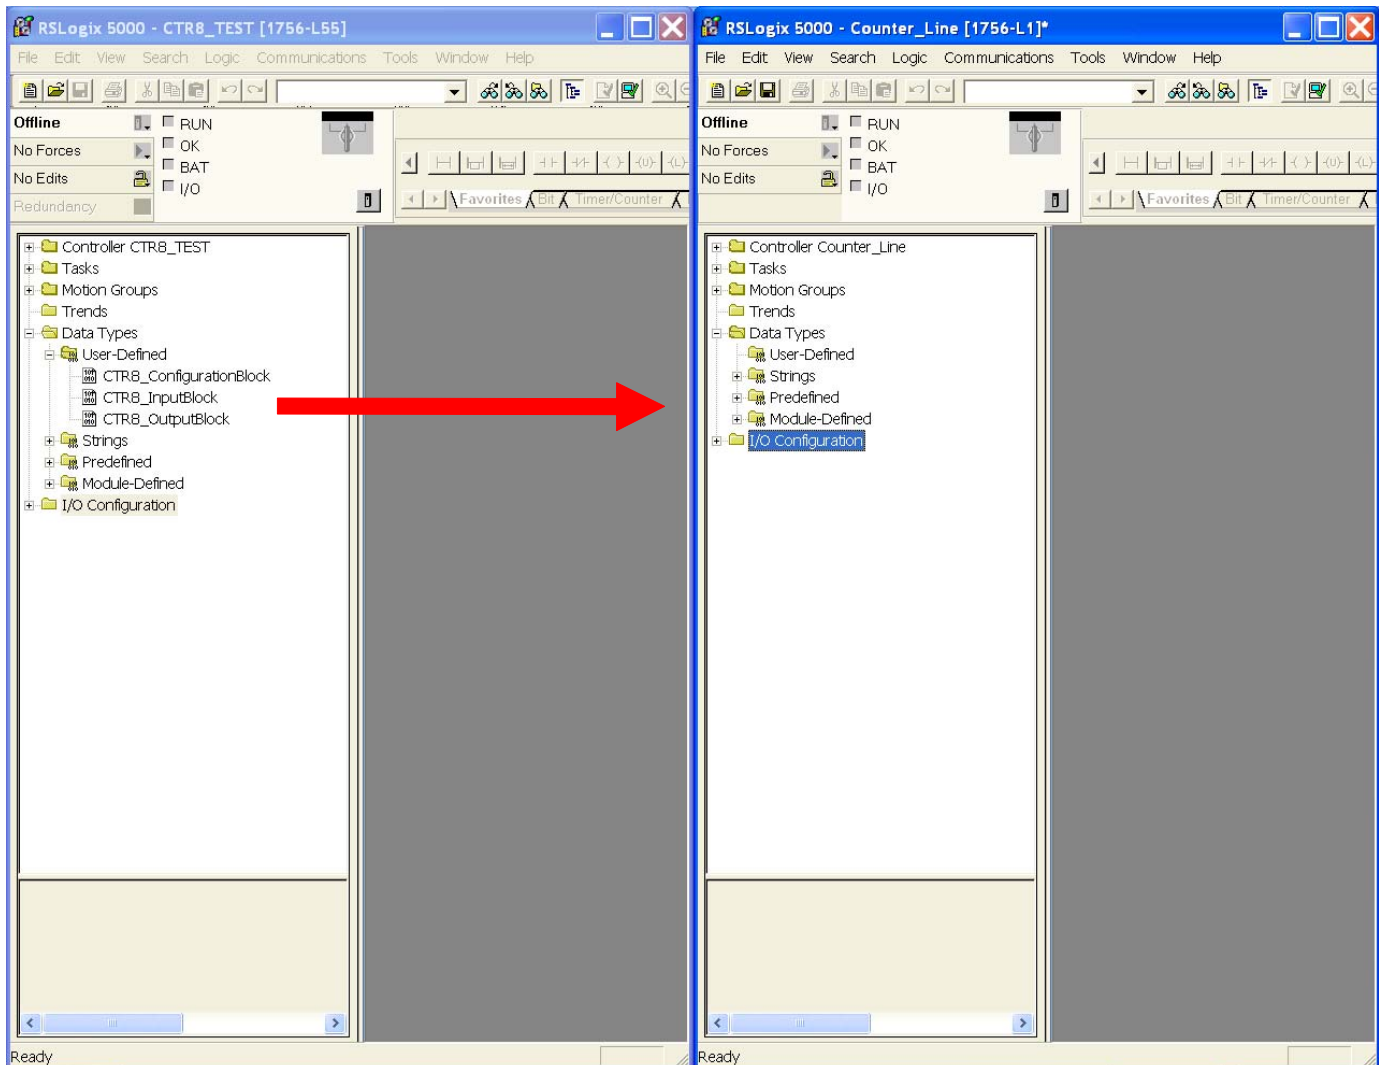 RSLogix 5000 - CTR8_TEST [1756-L55]
File Edit View Search Logic Communications Tools Window Help
Offline
RUN
No Forces
OK
BAT
No Edits
I/O
Redundancy
Favorites Bit Timer/Counter
Controller CTR8_TEST
Tasks
Motion Groups
Trends
Data Types
User-Defined
CTR8_ConfigurationBlock
CTR8_InputBlock
CTR8_OutputBlock
Strings
Predefined
Module-Defined
I/O Configuration
Ready
RSLogix 5000 - Counter_Line [1756-L1]*
File Edit View Search Logic Communications Tools Window Help
Offline
RUN
No Forces
OK
BAT
No Edits
I/O
Favorites Bit Timer/Counter
Controller Counter_Line
Tasks
Motion Groups
Trends
Data Types
User-Defined
Strings
Predefined
Module-Defined
I/O Configuration
Ready